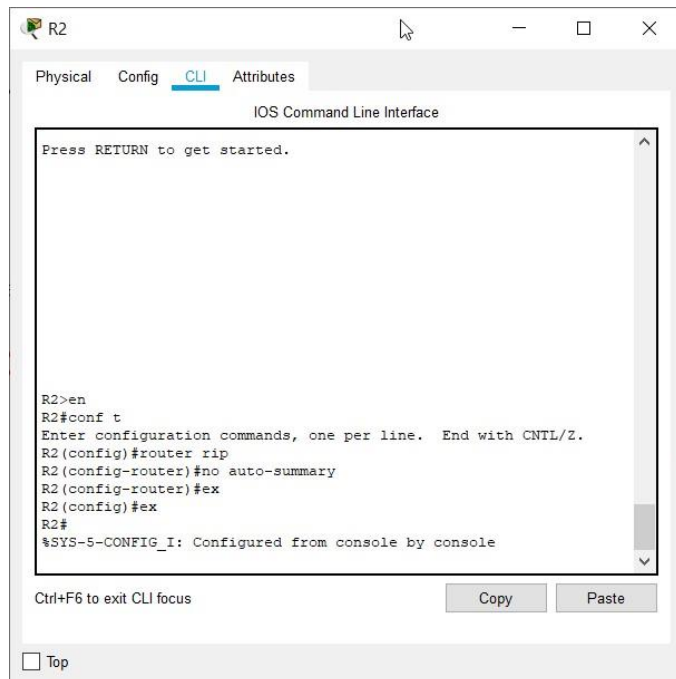 R2
Physical Config CLI Attributes
IOS Command Line Interface
Press RETURN to get started.
R2>en
R2#conf t
Enter configuration commands, one per line.  End with CNTL/Z.
R2(config)#router rip
R2(config-router)#no auto-summary
R2(config-router)#ex
R2(config)#ex
R2#
%SYS-5-CONFIG_I: Configured from console by console
Ctrl+F6 to exit CLI focus
Copy Paste
Top